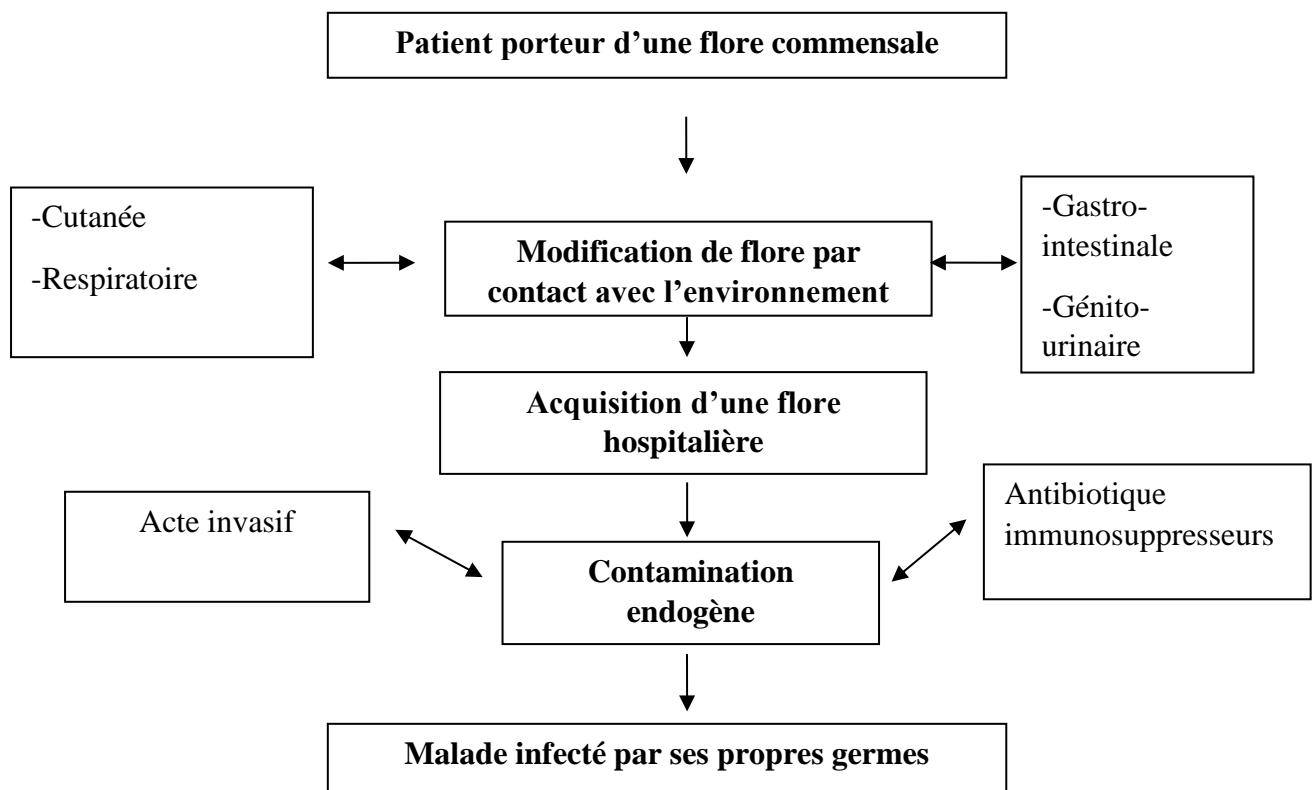 Patient porteur d’une flore commensale
-Cutanée
-Respiratoire
Modification de flore par
contact avec l’environnement
-Gastro-
intestinale
-Génito-
urinaire
Acquisition d’une flore
hospitalière
Acte invasif
Antibiotique
immunosuppresseurs
Contamination
endogène
Malade infecté par ses propres germes